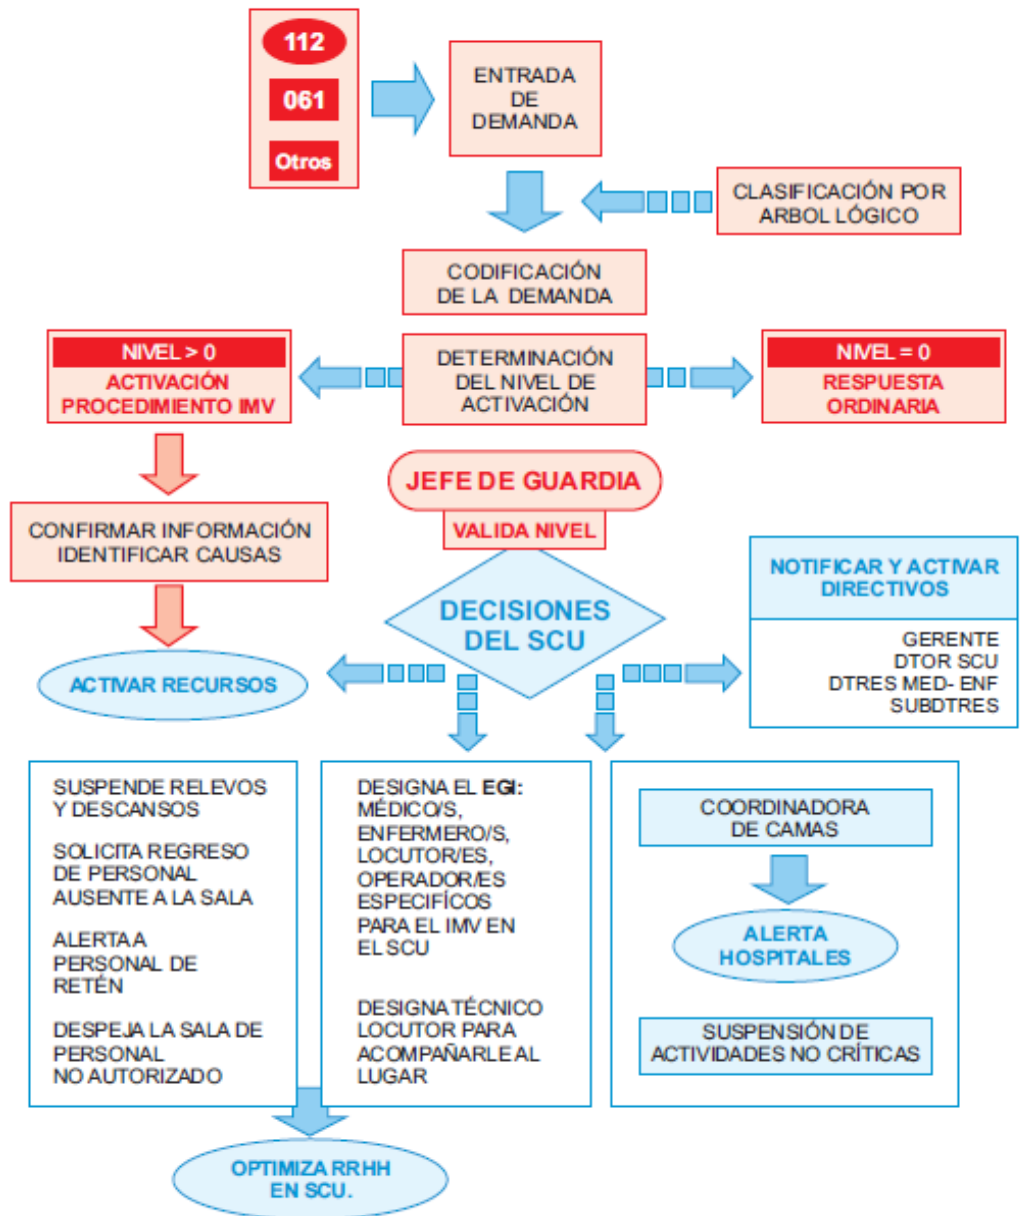 112
061
Otros
ENTRADA
DE
DEMANDA
CLASIFICACIÓN POR
ARBOL LÓGICO
CODIFICACIÓN
DE LA DEMANDA
NIVEL > 0
ACTIVACIÓN
PROCEDIMIENTO IMV
DETERMINACIÓN
DEL NIVEL DE
ACTIVACIÓN
NIVEL = 0
RESPUESTA
ORDINARIA
JEFE DE GUARDIA
VALIDA NIVEL
CONFIRMAR INFORMACIÓN
IDENTIFICAR CAUSAS
DECISIONES
DEL SCU
NOTIFICAR Y ACTIVAR
DIRECTIVOS
GERENTE
DTOR SCU
DTRES MED- ENF
SUBDTRES
ACTIVAR RECURSOS
SUSPENDE RELEVOS
Y DESCANSOS
SOLICITA REGRESO
DE PERSONAL
AUSENTE A LA SALA
ALERTA A
PERSONAL DE
RETÉN
DESPEJA LA SALA DE
PERSONAL
NO AUTORIZADO
DESIGNA EL EGI:
MÉDICO/S,
ENFERMERO/S,
LOCUTOR/ES,
OPERADOR/ES
ESPECIFÍCOS
PARA EL IMV EN
EL SCU
DESIGNA TÉCNICO
LOCUTOR PARA
ACOMPAÑARLE AL
LUGAR
COORDINADORA
DE CAMAS
ALERTA
HOSPITALES
SUSPENSIÓN DE
ACTIVIDADES NO CRÍTICAS
OPTIMIZA RRHH
EN SCU.